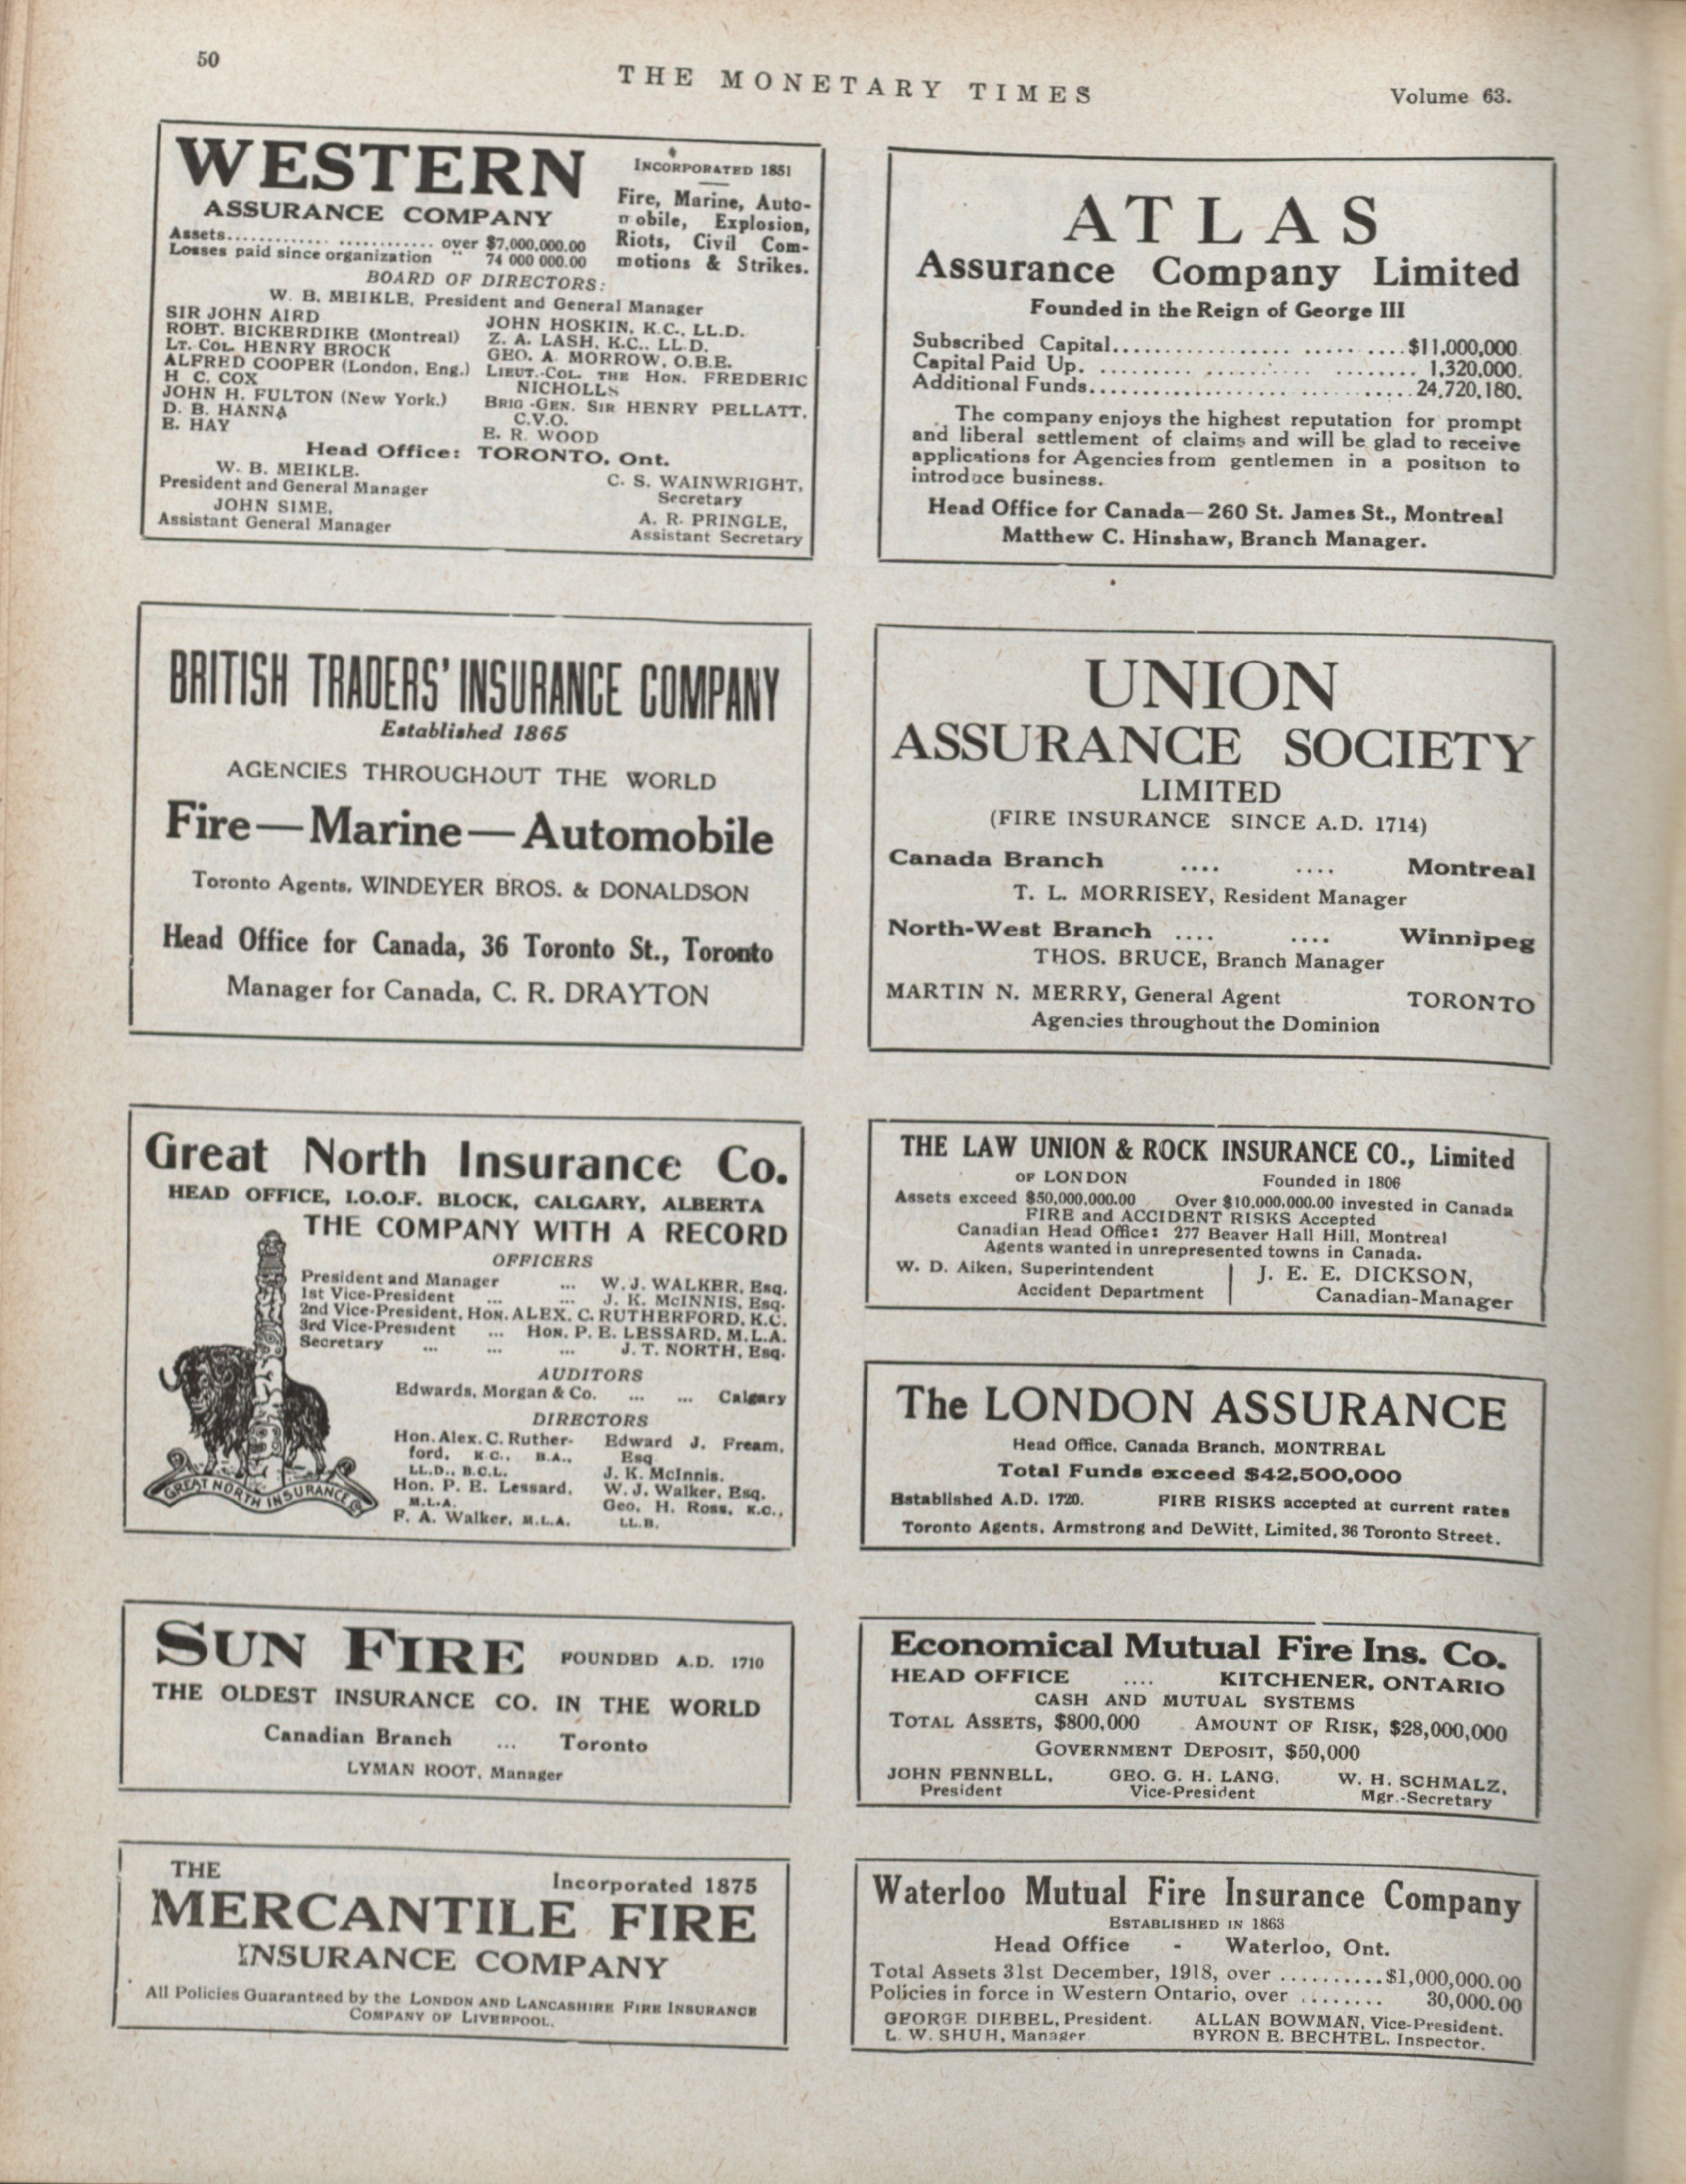 50
THE MONETARY TIMES
Volume 63.
WESTERN
ASSURANCE COMPANY
INCORPORATED 1851
Fire, Marine, Auto-
mobile, Explosion,
Riots, Civil Com-
motions & Strikes.
Assets........................ over $7,000,000.00
Losses paid since organization " 74 000 000.00
BOARD OF DIRECTORS:
W. B. MEIKLE, President and General Manager
SIR JOHN AIRD
ROBT. BICKERDIKE (Montreal)
LT. COL. HENRY BROCK
ALFRED COOPER (London, Eng.)
H C. COX
JOHN H. FULTON (New York.)
D. B. HANNA
E. HAY
JOHN HOSKIN, K.C., LL.D.
Z. A. LASH, K.C., LL.D.
GEO. A. MORROW, O.B.E.
LIEUT.-COL. THE HON. FREDERIC
NICHOLLS
BRIG -GEN. SIR HENRY PELLATT,
C.V.O.
E. R. WOOD
Head Office: TORONTO, Ont.
W. B. MEIKLE.
President and General Manager
JOHN SIME,
Assistant General Manager
C. S. WAINWRIGHT,
Secretary
A. R. PRINGLE,
Assistant Secretary
ATLAS
Assurance Company Limited
Founded in the Reign of George III
Subscribed Capital.............................$11,000,000
Capital Paid Up. ............................ 1,320,000.
Additional Funds...............................24,720,180.
The company enjoys the highest reputation for prompt
and liberal settlement of claims and will be glad to receive
applications for Agencies from gentlemen in a position to
introduce business.
Head Office for Canada—260 St. James St., Montreal
Matthew C. Hinshaw, Branch Manager.
BRITISH TRADERS' INSURANCE COMPANY
Established 1865
AGENCIES THROUGHOUT THE WORLD
Fire—Marine—Automobile
Toronto Agents, WINDEYER BROS. & DONALDSON
Head Office for Canada, 36 Toronto St., Toronto
Manager for Canada, C. R. DRAYTON
UNION
ASSURANCE SOCIETY
LIMITED
(FIRE INSURANCE SINCE A.D. 1714)
Canada Branch .... .... Montreal
T. L. MORRISEY, Resident Manager
North-West Branch .... .... Winnipeg
THOS. BRUCE, Branch Manager
MARTIN N. MERRY, General Agent TORONTO
Agencies throughout the Dominion
Great North Insurance Co.
HEAD OFFICE, I.O.O.F. BLOCK, CALGARY, ALBERTA
THE COMPANY WITH A RECORD
OFFICERS
President and Manager ... W. J. WALKER, Esq.
1st Vice-President ... ... J. K. McINNIS, Esq.
2nd Vice-President, HON. ALEX. C. RUTHERFORD, K.C.
3rd Vice-President ... HON. P. E. LESSARD, M.L.A.
Secretary ... ... ... J. T. NORTH, Esq.
AUDITORS
Edwards, Morgan & Co. ... ... Calgary
DIRECTORS
Hon. Alex. C. Ruther-
ford, K.C., B.A.,
LL.D., B.C.L.
Hon. P. E. Lessard,
M.L.A.
F. A. Walker, M.L.A.
Edward J. Fream,
Esq
J. K. McInnis.
W. J. Walker, Esq.
Geo. H. Ross, K.C.,
LL.B.
GREAT NORTH INSURANCE Co
THE LAW UNION & ROCK INSURANCE CO., Limited
OF LONDON Founded in 1806
Assets exceed $50,000,000.00 Over $10,000,000.00 invested in Canada
FIRE and ACCIDENT RISKS Accepted
Canadian Head Office: 277 Beaver Hall Hill, Montreal
Agents wanted in unrepresented towns in Canada.
W. D. Aiken, Superintendent
Accident Department
J. E. E. DICKSON,
Canadian-Manager
The LONDON ASSURANCE
Head Office, Canada Branch, MONTREAL
Total Funds exceed $42,500,000
Established A.D. 1720. FIRE RISKS accepted at current rates
Toronto Agents, Armstrong and DeWitt, Limited, 36 Toronto Street.
SUN FIRE FOUNDED A.D. 1710
THE OLDEST INSURANCE CO. IN THE WORLD
Canadian Branch ... Toronto
LYMAN ROOT, Manager
Economical Mutual Fire Ins. Co.
HEAD OFFICE .... KITCHENER, ONTARIO
CASH AND MUTUAL SYSTEMS
TOTAL ASSETS, $800,000 AMOUNT OF RISK, $28,000,000
GOVERNMENT DEPOSIT, $50,000
JOHN FENNELL,
President
GEO. G. H. LANG,
Vice-President
W. H. SCHMALZ,
Mgr.-Secretary
THE
Incorporated 1875
MERCANTILE FIRE
INSURANCE COMPANY
All Policies Guaranteed by the LONDON AND LANCASHIRE FIRE INSURANCE
COMPANY OF LIVERPOOL.
Waterloo Mutual Fire Insurance Company
ESTABLISHED IN 1863
Head Office - Waterloo, Ont.
Total Assets 31st December, 1918, over ..........$1,000,000.00
Policies in force in Western Ontario, over ........ 30,000.00
GEORGE DIEBEL, President. ALLAN BOWMAN, Vice-President.
L. W. SHUH, Manager BYRON E. BECHTEL, Inspector.